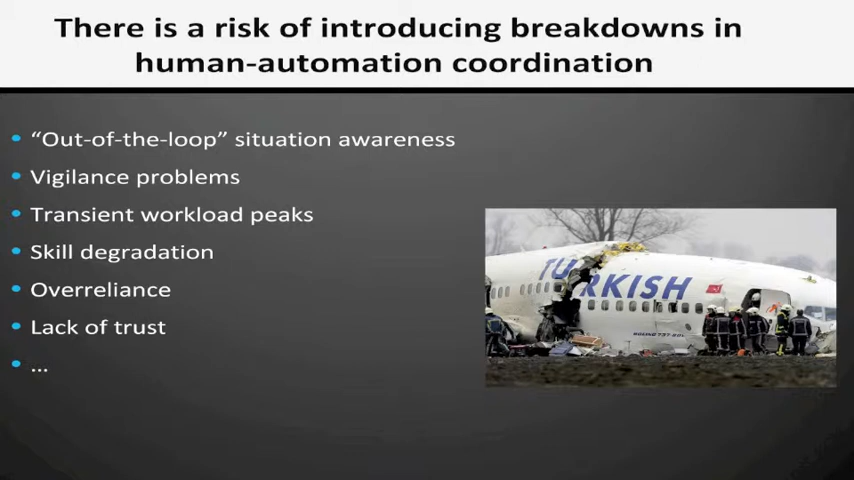 There is a risk of introducing breakdowns in
human-automation coordination
• “Out-of-the-loop” situation awareness
• Vigilance problems
• Transient workload peaks
• Skill degradation
• Overreliance
• Lack of trust
• ...
TURKISH